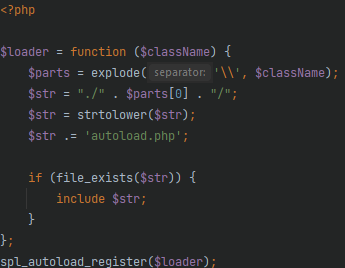 <?php
$loader = function ($className) {
$parts = explode( separator: '\\', $className);
$str = "./" . $parts[0] . "/";
$str = strtolower($str);
$str .= 'autoload.php';
if (file_exists($str)) {
include $str;
}
};
spl_autoload_register($loader);